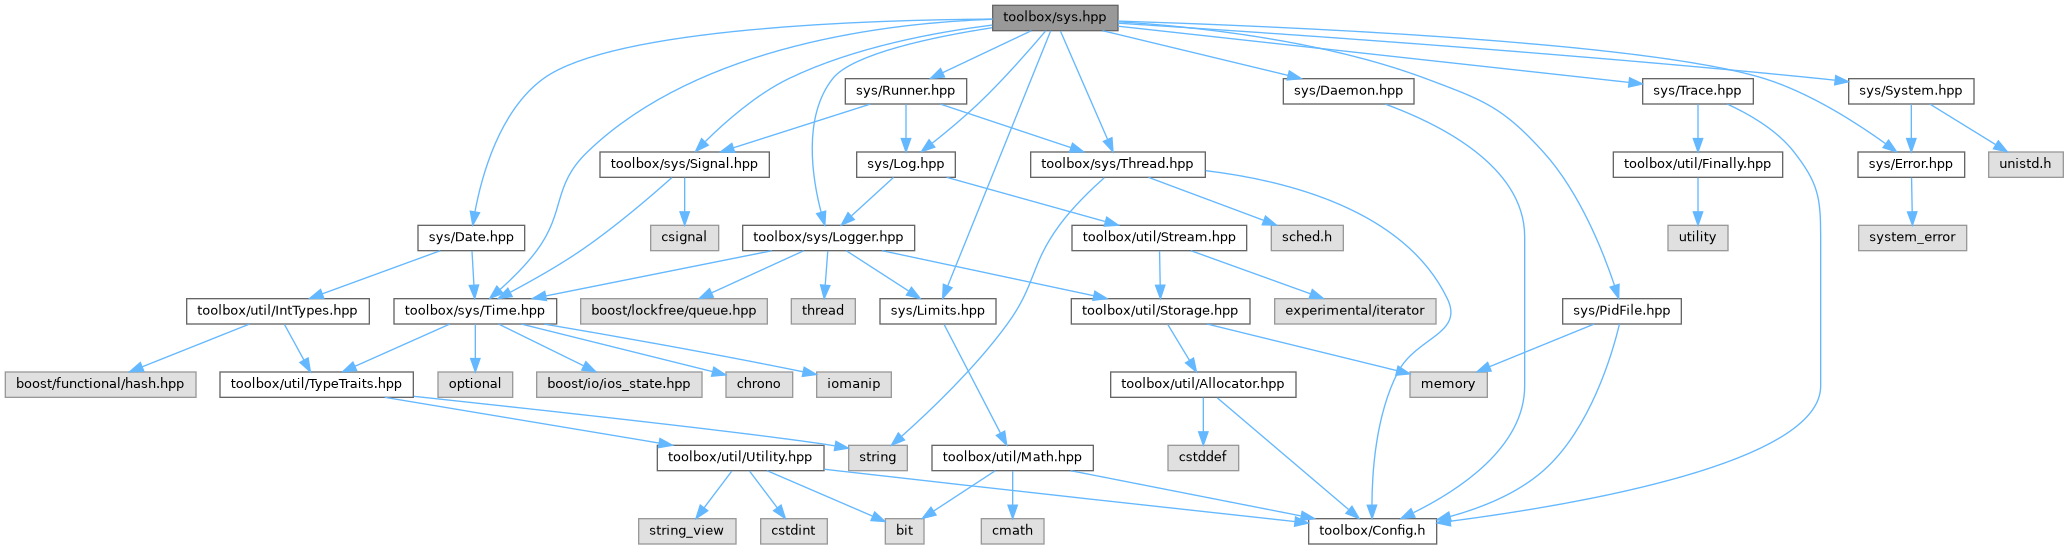 toolbox/sys.hpp
sys/Runner.hpp
sys/Daemon.hpp
sys/Trace.hpp
sys/System.hpp
toolbox/sys/Signal.hpp
sys/Log.hpp
toolbox/sys/Thread.hpp
toolbox/util/Finally.hpp
sys/Error.hpp
unistd.h
sys/Date.hpp
csignal
toolbox/sys/Logger.hpp
toolbox/util/Stream.hpp
sched.h
utility
system_error
toolbox/util/IntTypes.hpp
toolbox/sys/Time.hpp
boost/lockfree/queue.hpp
thread
sys/Limits.hpp
toolbox/util/Storage.hpp
experimental/iterator
sys/PidFile.hpp
boost/functional/hash.hpp
toolbox/util/TypeTraits.hpp
optional
boost/io/ios_state.hpp
chrono
iomanip
toolbox/util/Allocator.hpp
memory
toolbox/util/Utility.hpp
string
toolbox/util/Math.hpp
cstddef
string_view
cstdint
bit
cmath
toolbox/Config.h